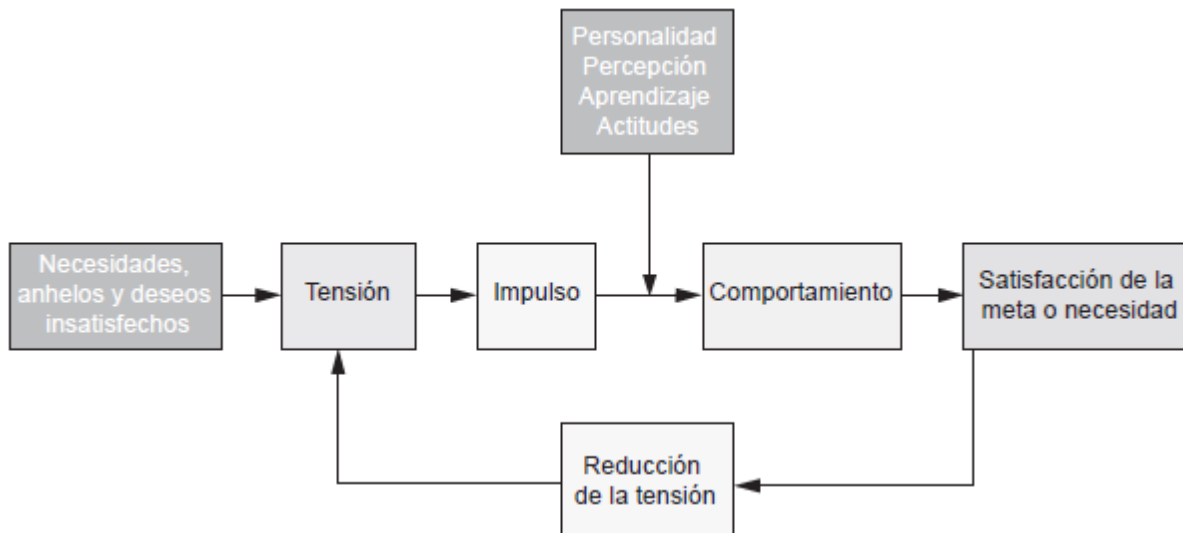 Personalidad
Percepción
Aprendizaje
Actitudes
Necesidades,
anhelos y deseos
insatisfechos
Tensión
Impulso
Comportamiento
Satisfacción de la
meta o necesidad
Reducción
de la tensión